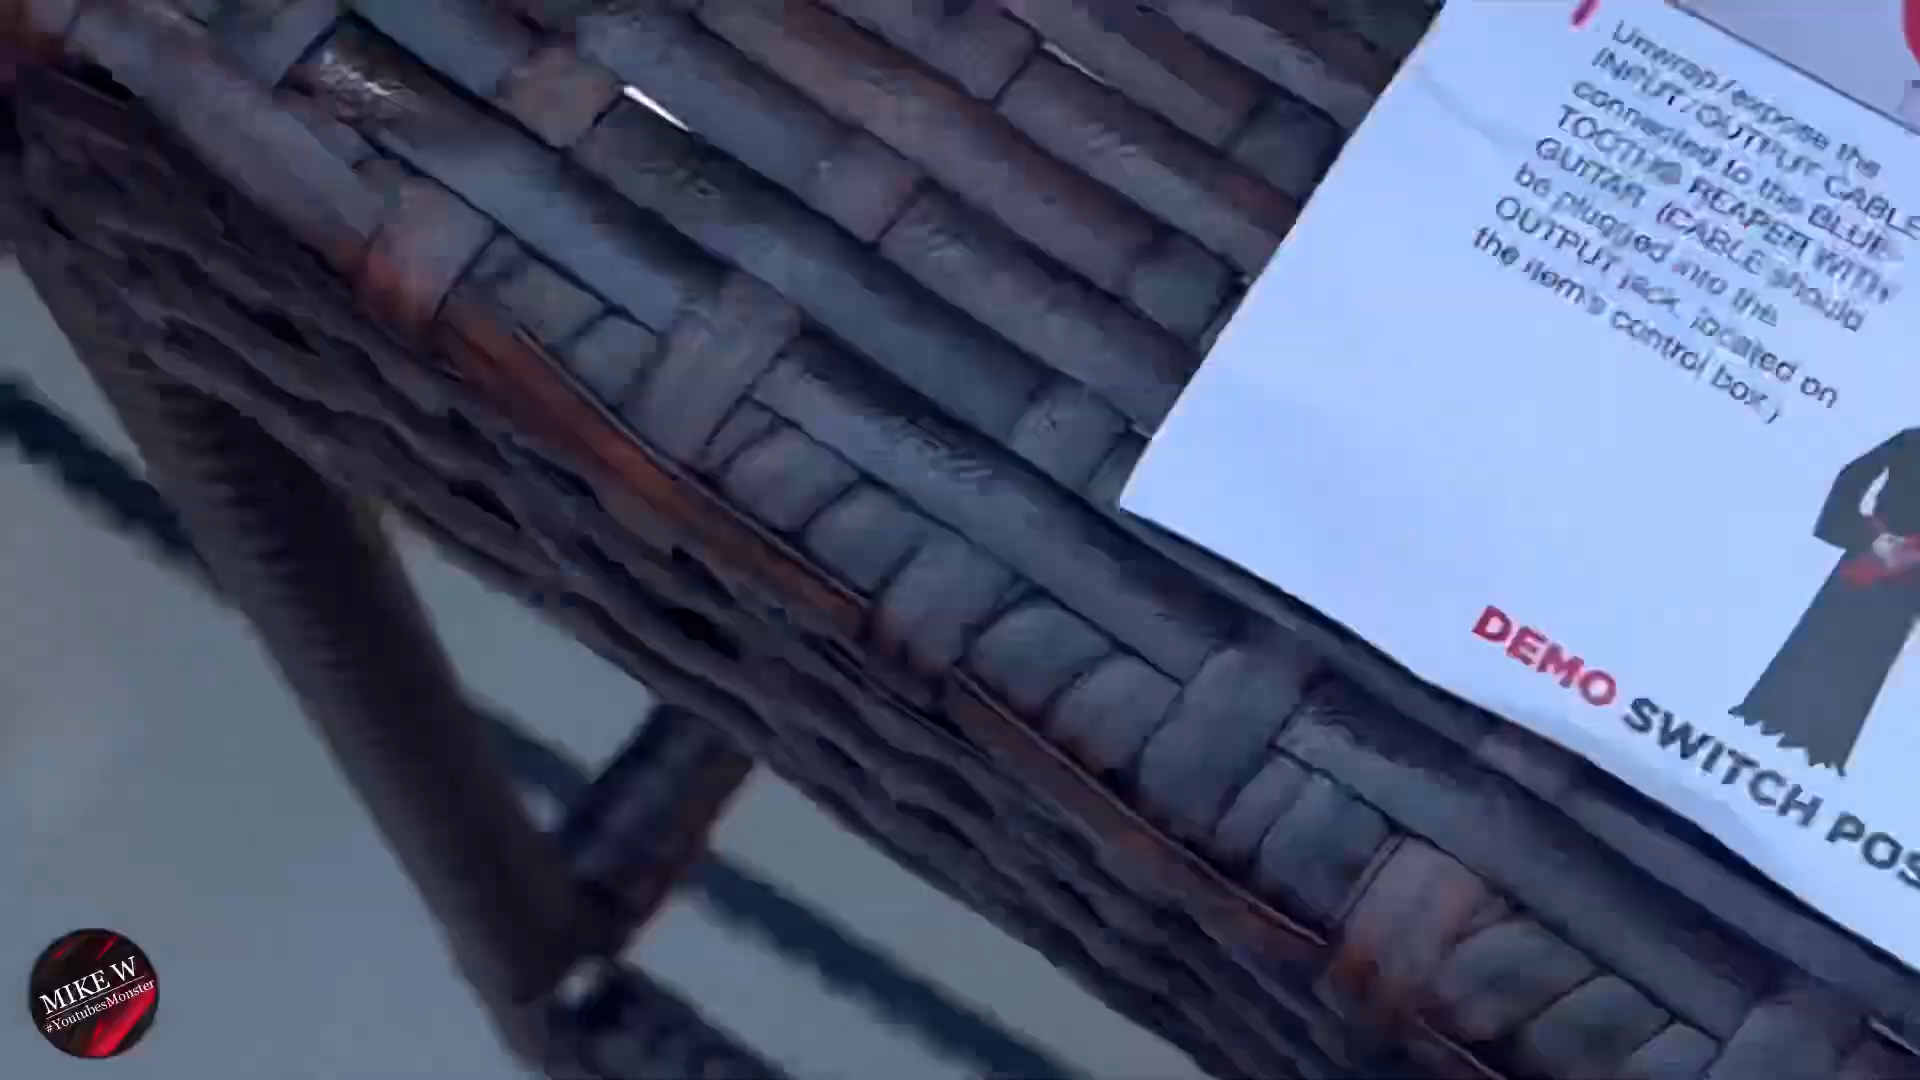 Unwrap/expose the
INPUT/OUTPUT CABLE
connected to the BLUE-
TOOTH® REAPER WITH
GUITAR. (CABLE should
be plugged into the
OUTPUT jack, located on
the item's control box.)
DEMO SWITCH POS
MIKE W
#YoutubesMonster